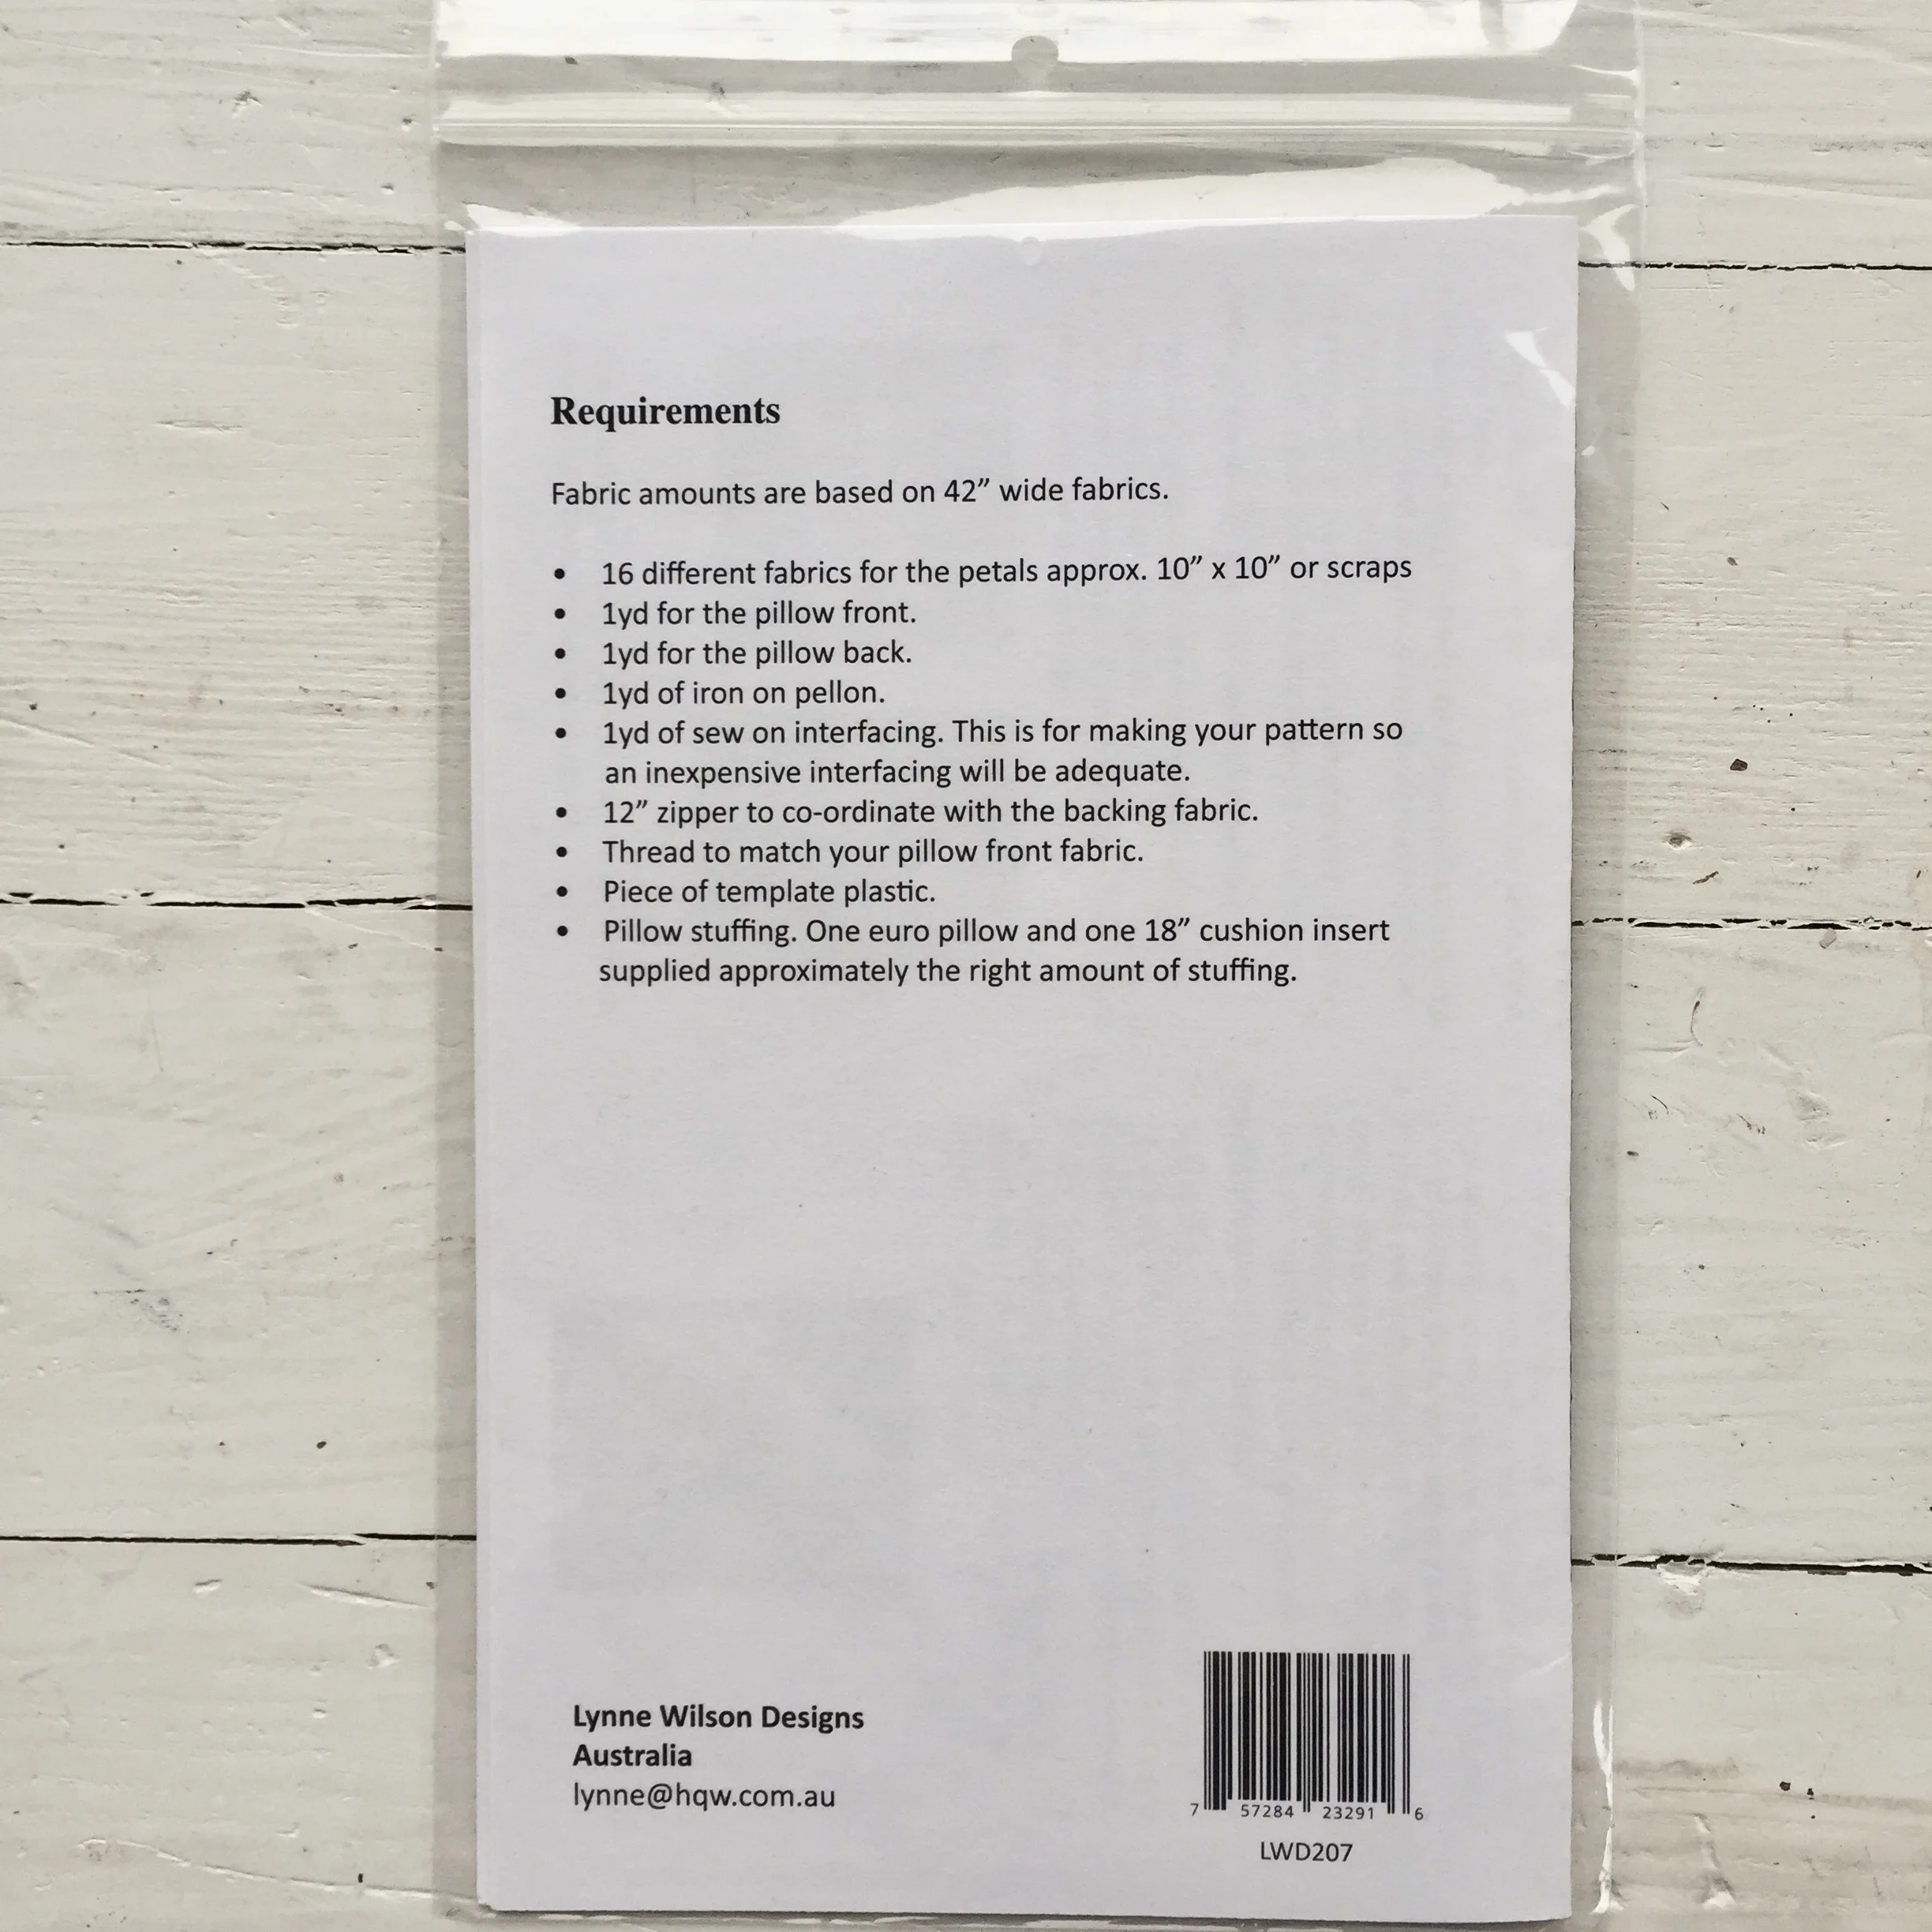 Requirements
Fabric amounts are based on 42” wide fabrics.
• 16 different fabrics for the petals approx. 10” x 10” or scraps
• 1yd for the pillow front.
• 1yd for the pillow back.
• 1yd of iron on pellon.
• 1yd of sew on interfacing. This is for making your pattern so
an inexpensive interfacing will be adequate.
• 12” zipper to co-ordinate with the backing fabric.
• Thread to match your pillow front fabric.
• Piece of template plastic.
• Pillow stuffing. One euro pillow and one 18” cushion insert
supplied approximately the right amount of stuffing.
Lynne Wilson Designs
Australia
lynne@hqw.com.au
7 57284 23291 6
LWD207